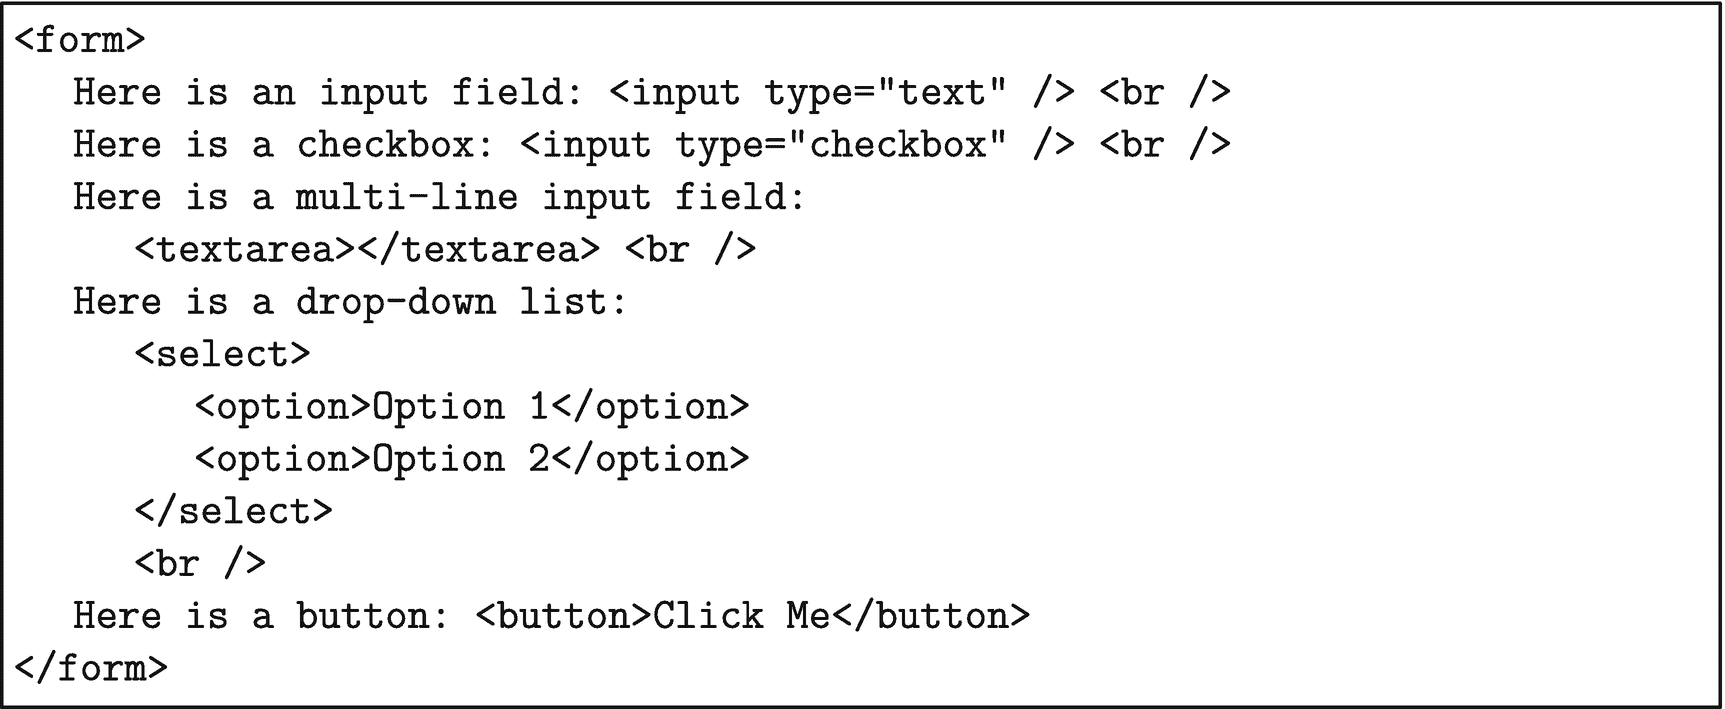 <form>
Here is an input field: <input type="text" /> <br />
Here is a checkbox: <input type="checkbox" /> <br />
Here is a multi-line input field:
<textarea></textarea> <br />
Here is a drop-down list:
<select>
<option>Option 1</option>
<option>Option 2</option>
</select>
<br />
Here is a button: <button>Click Me</button>
</form>